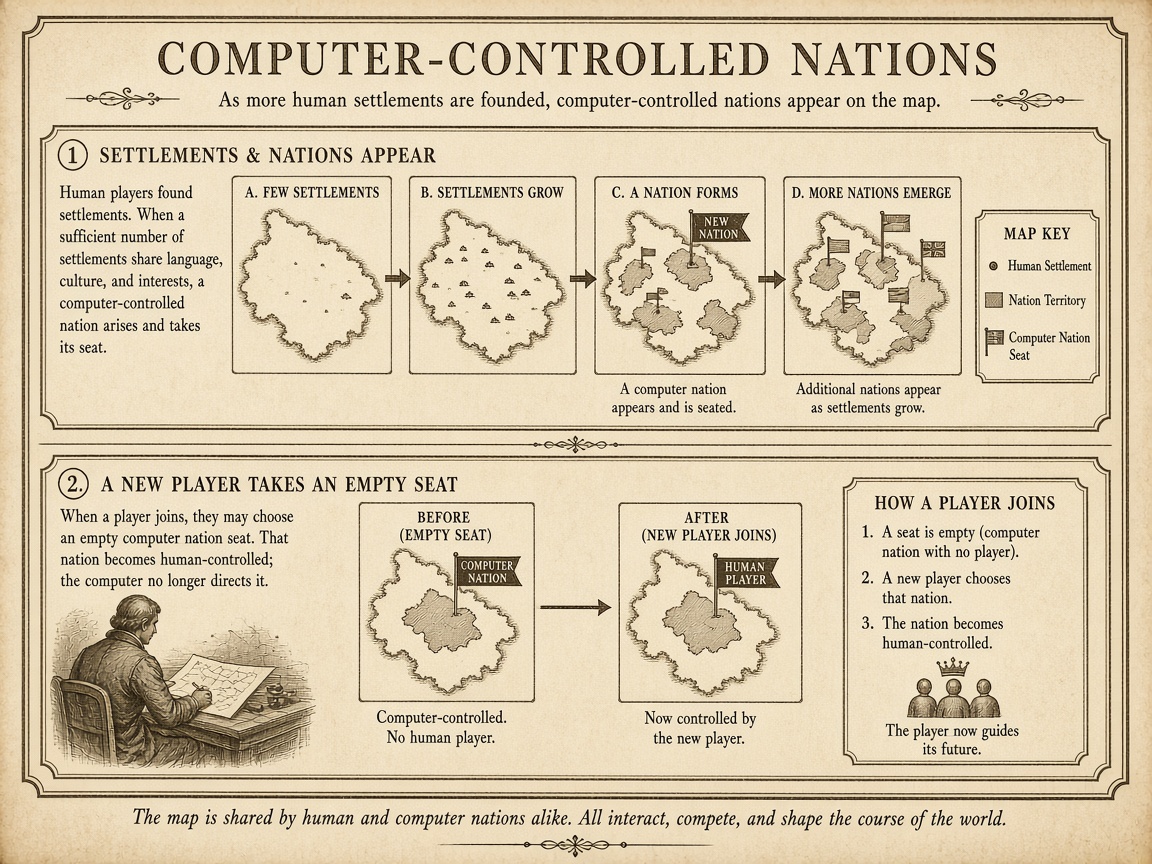 COMPUTER-CONTROLLED NATIONS
As more human settlements are founded, computer-controlled nations appear on the map.
1 SETTLEMENTS & NATIONS APPEAR
Human players found
settlements. When a
sufficient number of
settlements share language,
culture, and interests, a
computer-controlled
nation arises and takes
its seat.
A. FEW SETTLEMENTS
B. SETTLEMENTS GROW
C. A NATION FORMS
NEW
NATION
A computer nation
appears and is seated.
D. MORE NATIONS EMERGE
Additional nations appear
as settlements grow.
MAP KEY
Human Settlement
Nation Territory
Computer Nation
Seat
2. A NEW PLAYER TAKES AN EMPTY SEAT
When a player joins, they may choose
an empty computer nation seat. That
nation becomes human-controlled;
the computer no longer directs it.
BEFORE
(EMPTY SEAT)
COMPUTER
NATION
Computer-controlled.
No human player.
AFTER
(NEW PLAYER JOINS)
HUMAN
PLAYER
Now controlled by
the new player.
HOW A PLAYER JOINS
1. A seat is empty (computer
nation with no player).
2. A new player chooses
that nation.
3. The nation becomes
human-controlled.
The player now guides
its future.
The map is shared by human and computer nations alike. All interact, compete, and shape the course of the world.